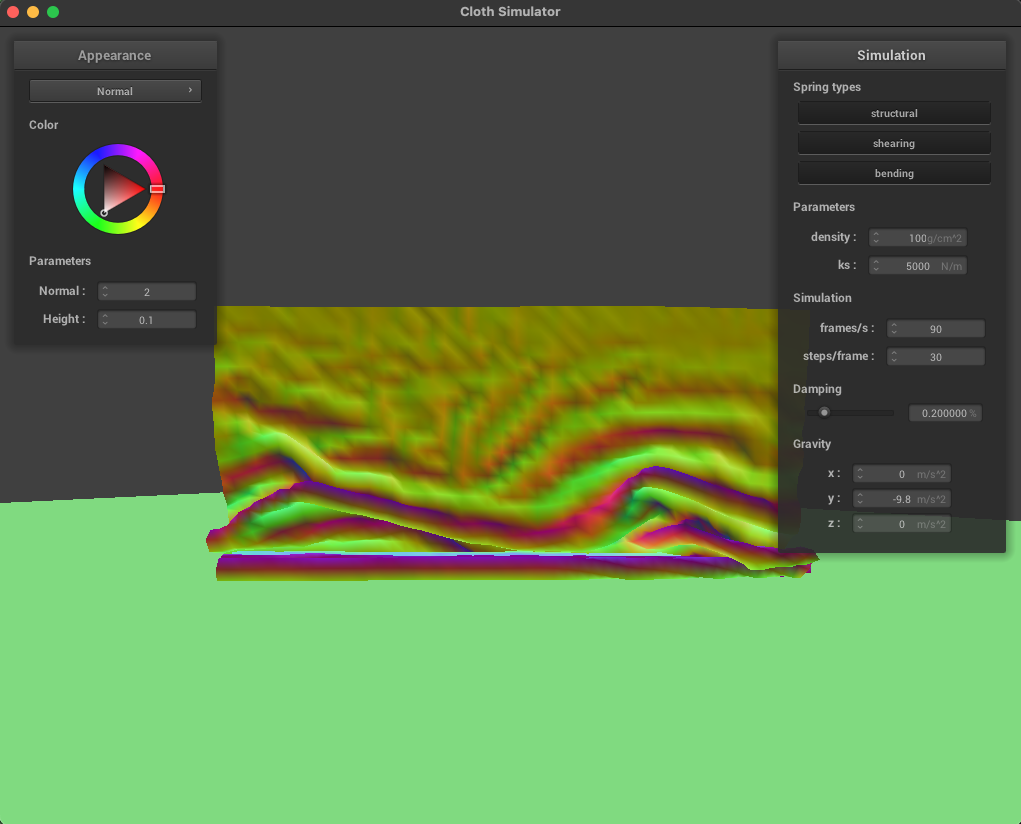 Cloth Simulator
Appearance
Normal
Color
Parameters
Normal : 2
Height : 0.1
Simulation
Spring types
structural
shearing
bending
Parameters
density : 100 g/cm^2
ks : 5000 N/m
Simulation
frames/s : 90
steps/frame : 30
Damping
0.200000 %
Gravity
x : 0 m/s^2
y : -9.8 m/s^2
z : 0 m/s^2